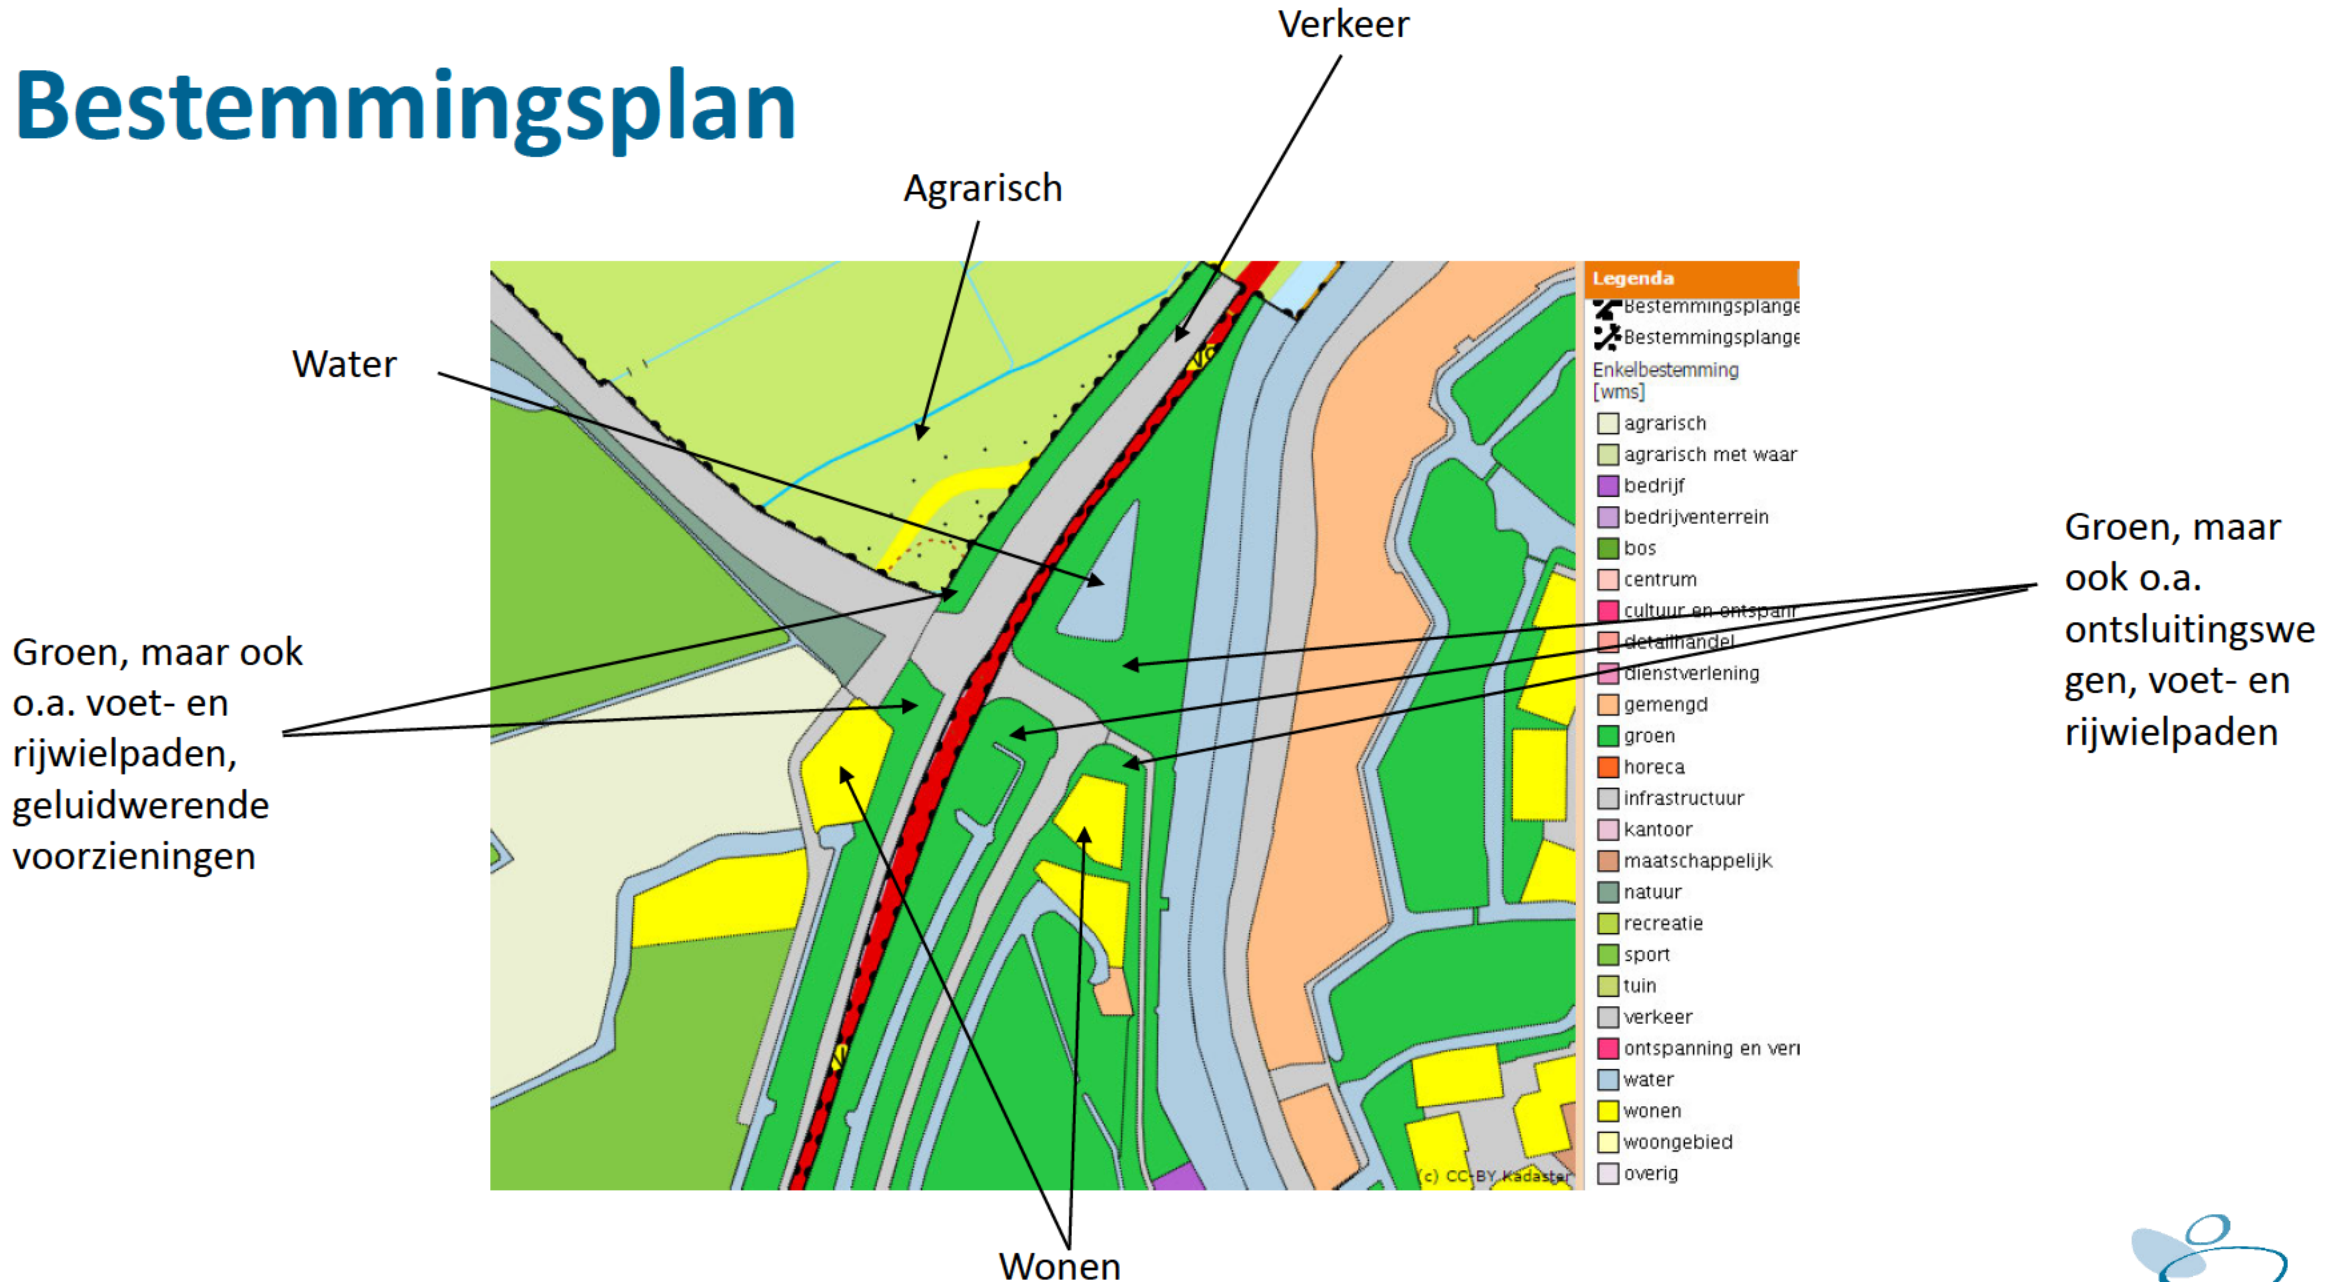 Verkeer
Bestemmingsplan
Agrarisch
Water
Groen, maar ook
o.a. voet- en
rijwielpaden,
geluidwerende
voorzieningen
Groen, maar
ook o.a.
ontsluitingswe
gen, voet- en
rijwielpaden
Wonen
Legenda
Bestemmingsplange
Bestemmingsplange
Enkelbestemming
[wms]
agrarisch
agrarisch met waar
bedrijf
bedrijventerrein
bos
centrum
cultuur en ontspann
detailhandel
dienstverlening
gemengd
groen
horeca
infrastructuur
kantoor
maatschappelijk
natuur
recreatie
sport
tuin
verkeer
ontspanning en verm
water
wonen
woongebied
overig
(c) CC-BY Kadaster